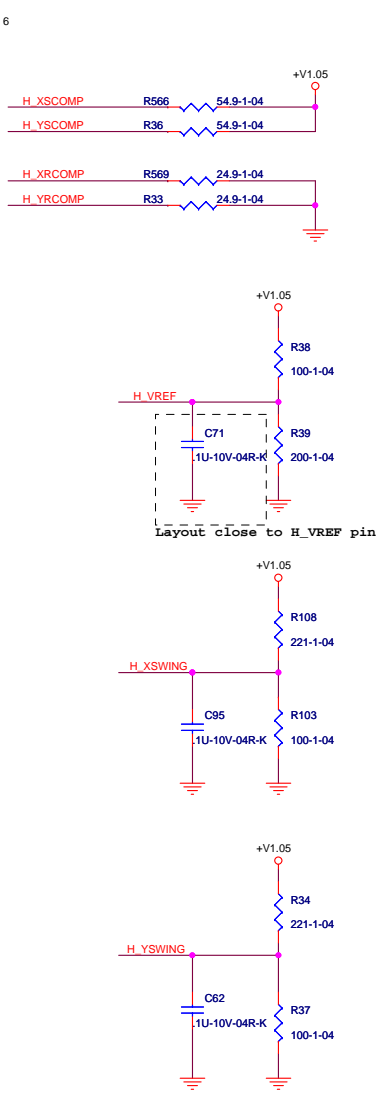 6
+V1.05
H_XSCOMP R566 54.9-1-04
H_YSCOMP R36 54.9-1-04
H_XRCOMP R569 24.9-1-04
H_YRCOMP R33 24.9-1-04
+V1.05
R38
100-1-04
H_VREF
C71 R39
.1U-10V-04R-K 200-1-04
Layout close to H_VREF pin
+V1.05
R108
221-1-04
H_XSWING
C95 R103
.1U-10V-04R-K 100-1-04
+V1.05
R34
221-1-04
H_YSWING
C62 R37
.1U-10V-04R-K 100-1-04